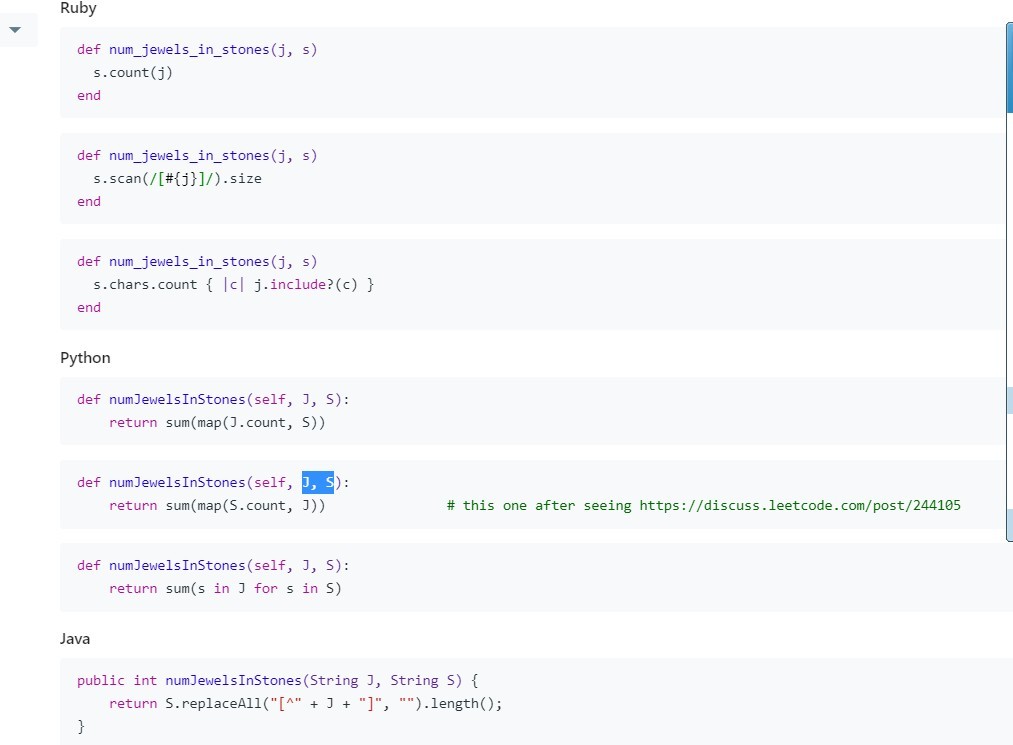 Ruby
def num_jewels_in_stones(j, s)
  s.count(j)
end
def num_jewels_in_stones(j, s)
  s.scan(/[#{j}]/).size
end
def num_jewels_in_stones(j, s)
  s.chars.count { |c| j.include?(c) }
end
Python
def numJewelsInStones(self, J, S):
    return sum(map(J.count, S))
def numJewelsInStones(self, J, S):
    return sum(map(S.count, J))               # this one after seeing https://discuss.leetcode.com/post/244105
def numJewelsInStones(self, J, S):
    return sum(s in J for s in S)
Java
public int numJewelsInStones(String J, String S) {
    return S.replaceAll("[^" + J + "]", "").length();
}